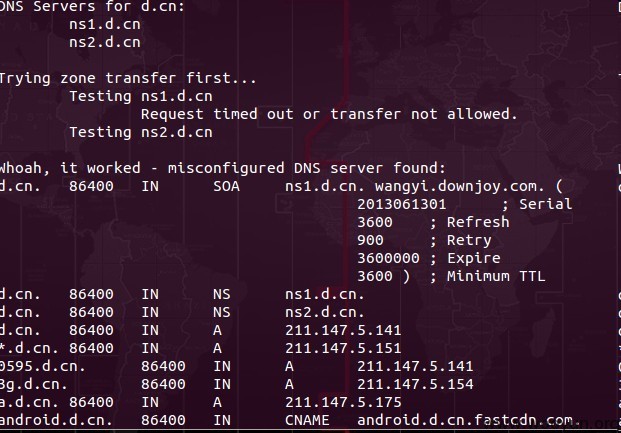 DNS Servers for d.cn:
ns1.d.cn
ns2.d.cn
Trying zone transfer first...
Testing ns1.d.cn
Request timed out or transfer not allowed.
Testing ns2.d.cn
Whoah, it worked - misconfigured DNS server found:
d.cn. 86400 IN SOA ns1.d.cn. wangyi.downjoy.com. (
2013061301 ; Serial
3600 ; Refresh
900 ; Retry
3600000 ; Expire
3600 ) ; Minimum TTL
d.cn. 86400 IN NS ns1.d.cn.
d.cn. 86400 IN NS ns2.d.cn.
d.cn. 86400 IN A 211.147.5.141
*.d.cn. 86400 IN A 211.147.5.151
0595.d.cn. 86400 IN A 211.147.5.141
3g.d.cn. 86400 IN A 211.147.5.154
a.d.cn. 86400 IN A 211.147.5.175
android.d.cn. 86400 IN CNAME android.d.cn.fastcdn.com.